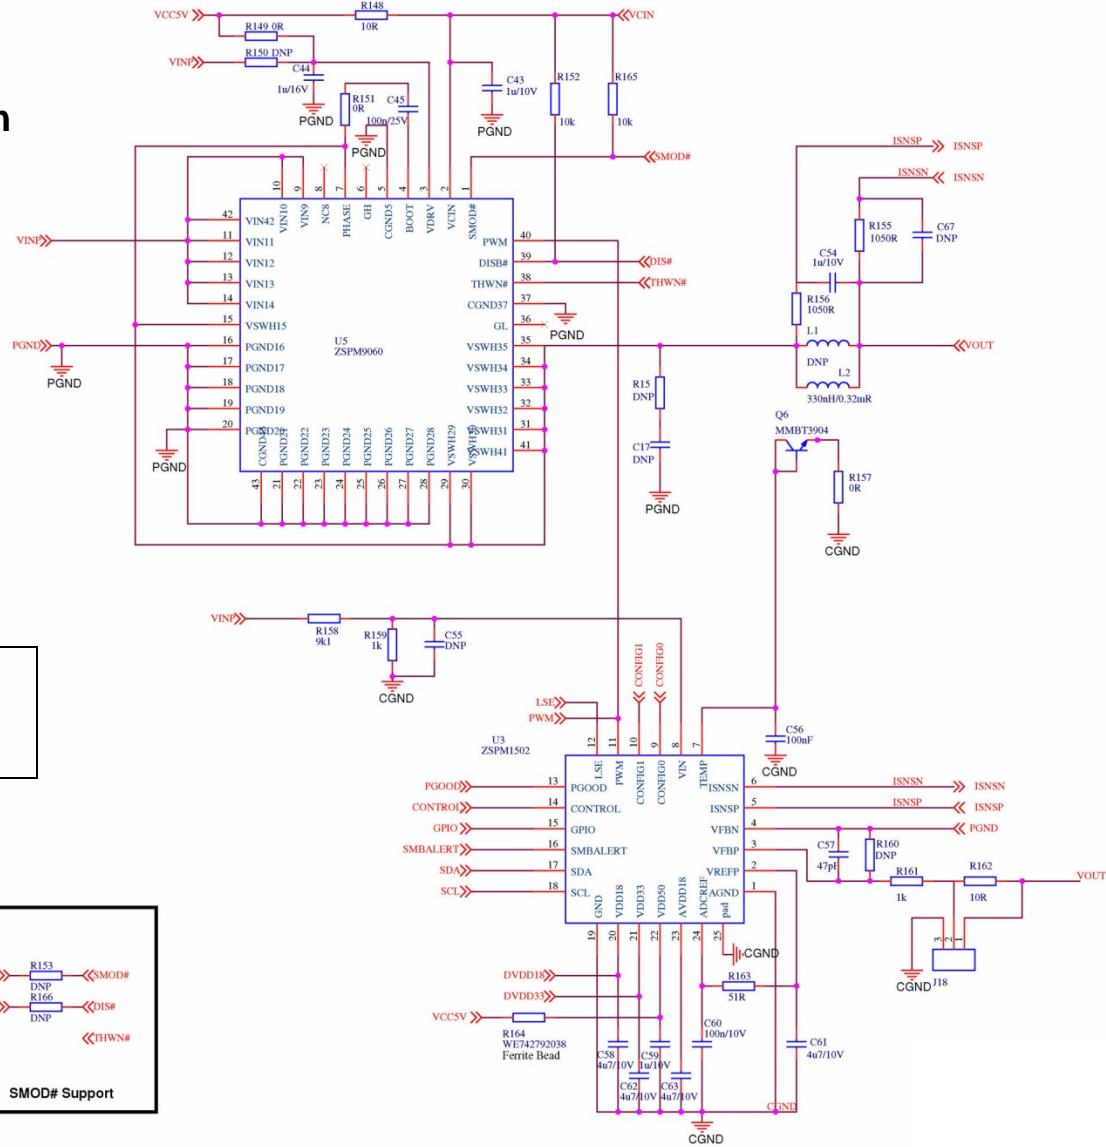 VCC5V
R148
10R
VCIN
R149 0R
VINP
R150 DNP
C44
1u/16V
PGND
R151
0R
C45
100n/25V
PGND
C43
1u/10V
PGND
R152
10k
R165
10k
SMOD#
n
ISNSP
ISNSP
ISNSN
ISNSN
10
9
8
7
6
5
4
3
2
1
VIN10
VIN9
NC8
PHASE
GH
CGND5
BOOT
VDRV
VCIN
SMOD#
R155
1050R
C67
DNP
C54
1u/10V
R156
1050R
42
VIN42
VINP
11
VIN11
12
VIN12
13
VIN13
14
VIN14
15
VSWH15
PGND
16
PGND16
17
PGND17
18
PGND18
19
PGND19
20
PGND20
PGND
PGND
U5
ZSPM9060
PWM
40
DISB#
39
DIS#
THWN#
38
THWN#
CGND37
37
PGND
GL
36
VSWH35
35
VSWH34
34
VSWH33
33
VSWH32
32
VSWH31
31
VSWH41
41
L1
DNP
L2
330nH/0.32mR
VOUT
CGND43
PGND21
PGND22
PGND23
PGND24
PGND25
PGND26
PGND27
PGND28
VSWH29
VSWH30
43
21
22
23
24
25
26
27
28
29
30
R15
DNP
C17
DNP
PGND
Q6
MMBT3904
R157
0R
CGND
VINP
R158
9k1
R159
1k
C55
DNP
CGND
CONFIG1
CONFIG0
LSE
PWM
U3
ZSPM1502
12
11
10
9
8
7
LSE
PWM
CONFIG1
CONFIG0
VIN
TEMP
C56
100nF
CGND
PGOOD
13
PGOOD
CONTROL
14
CONTROL
GPIO
15
GPIO
SMBALERT
16
SMBALERT
SDA
17
SDA
SCL
18
SCL
ISNSN
6
ISNSN
ISNSN
ISNSP
5
ISNSP
ISNSP
VFBN
4
PGND
VFBP
3
VREFP
2
AGND
1
C57
47pF
R160
DNP
R161
1k
R162
10R
VOUT
3
2
1
CGND
J18
GND
VDD18
VDD33
VDD50
AVDD18
ADCREF
pad
19
20
21
22
23
24
25
CGND
DVDD18
DVDD33
VCC5V
R164
WE742792038
Ferrite Bead
R163
51R
C58
4u7/10V
C59
1u/10V
C60
100n/10V
C61
4u7/10V
C62
4u7/10V
C63
4u7/10V
CGND
CGND
R153
SMOD#
DNP
R166
DIS#
DNP
THWN#
SMOD# Support